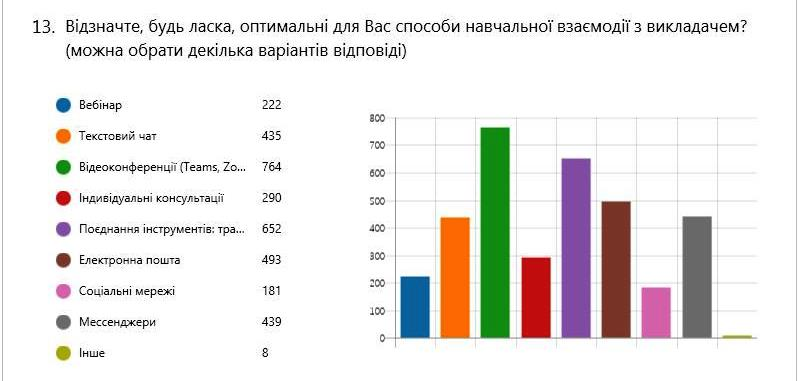 13. Відзначте, будь ласка, оптимальні для Вас способи навчальної взаємодії з викладачем?
(можна обрати декілька варіантів відповіді)
Вебінар 222
Текстовий чат 435
Відеоконференції (Teams, Zo... 764
Індивідуальні консультації 290
Поєднання інструментів: тра... 652
Електронна пошта 493
Соціальні мережі 181
Мессенджери 439
Інше 8
800
700
600
500
400
300
200
100
0